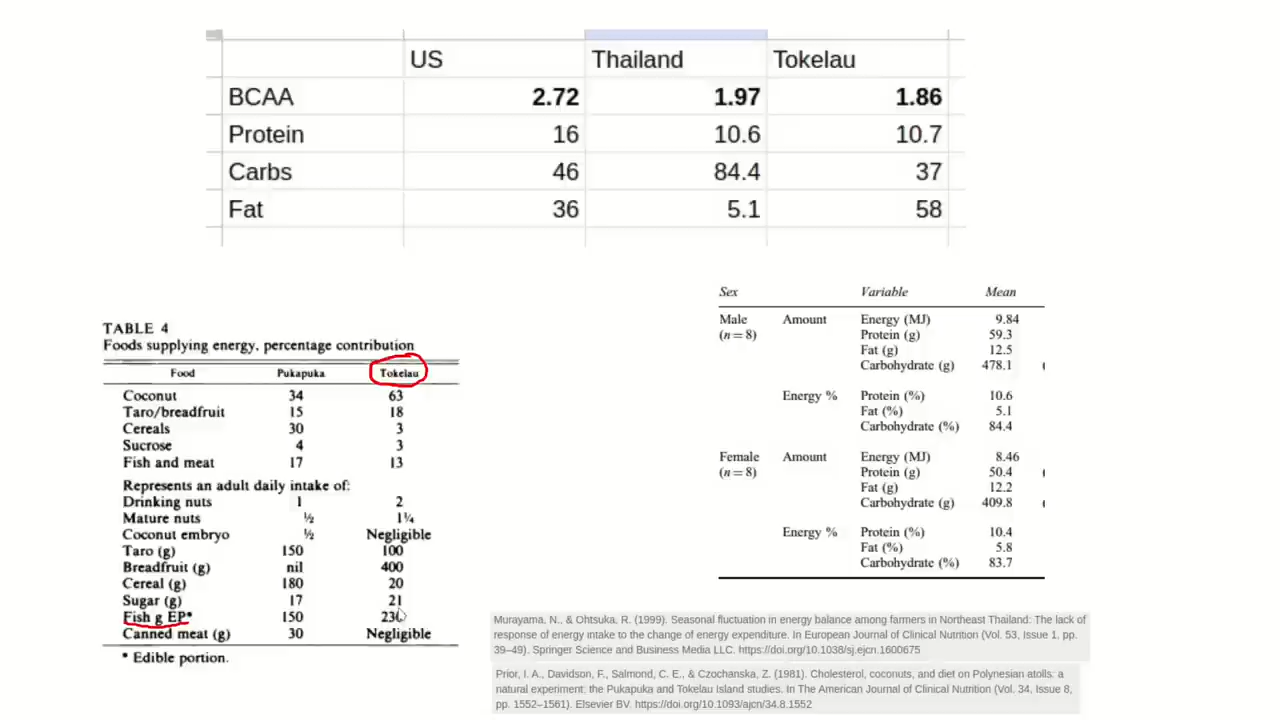 US Thailand Tokelau
BCAA 2.72 1.97 1.86
Protein 16 10.6 10.7
Carbs 46 84.4 37
Fat 36 5.1 58
TABLE 4
Foods supplying energy, percentage contribution
Food Pukapuka Tokelau
Coconut 34 63
Taro/breadfruit 15 18
Cereals 30 3
Sucrose 4 3
Fish and meat 17 13
Represents an adult daily intake of:
Drinking nuts 1 2
Mature nuts ½ 1¼
Coconut embryo ½ Negligible
Taro (g) 150 100
Breadfruit (g) nil 400
Cereal (g) 180 20
Sugar (g) 17 21
Fish g EP* 150
Canned meat (g) 30 Negligible
* Edible portion.
Sex Variable Mean
Male Amount Energy (MJ) 9.84
(n = 8) Protein (g) 59.3
Fat (g) 12.5
Carbohydrate (g) 478.1
Energy % Protein (%) 10.6
Fat (%) 5.1
Carbohydrate (%) 84.4
Female Amount Energy (MJ) 8.46
(n = 8) Protein (g) 50.4
Fat (g) 12.2
Carbohydrate (g) 409.8
Energy % Protein (%) 10.4
Fat (%) 5.8
Carbohydrate (%) 83.7
Murayama, N., & Ohtsuka, R. (1999). Seasonal fluctuation in energy balance among farmers in Northeast Thailand: The lack of
response of energy intake to the change of energy expenditure. In European Journal of Clinical Nutrition (Vol. 53, Issue 1, pp.
39–49). Springer Science and Business Media LLC. https://doi.org/10.1038/sj.ejcn.1600675
Prior, I. A., Davidson, F., Salmond, C. E., & Czochanska, Z. (1981). Cholesterol, coconuts, and diet on Polynesian atolls: a
natural experiment: the Pukapuka and Tokelau Island studies. In The American Journal of Clinical Nutrition (Vol. 34, Issue 8,
pp. 1552–1561). Elsevier BV. https://doi.org/10.1093/ajcn/34.8.1552